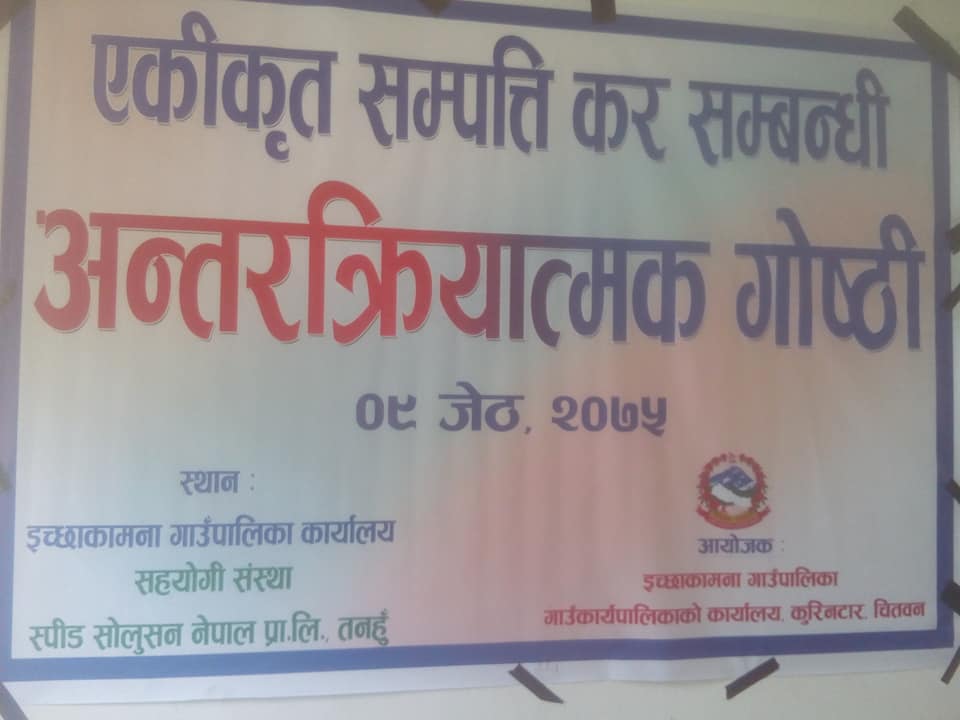 एकीकृत सम्पत्ति कर सम्बन्धी
अन्तरक्रियात्मक गोष्ठी
०९ जेठ, २०७५
स्थान :
इच्छाकामना गाउँपालिका कार्यालय
सहयोगी संस्था
स्पीड सोलुसन नेपाल प्रा.लि., तनहुँ
आयोजक :
इच्छाकामना गाउँपालिका
गाउँकार्यपालिकाको कार्यालय, कुरिनटार, चितवन